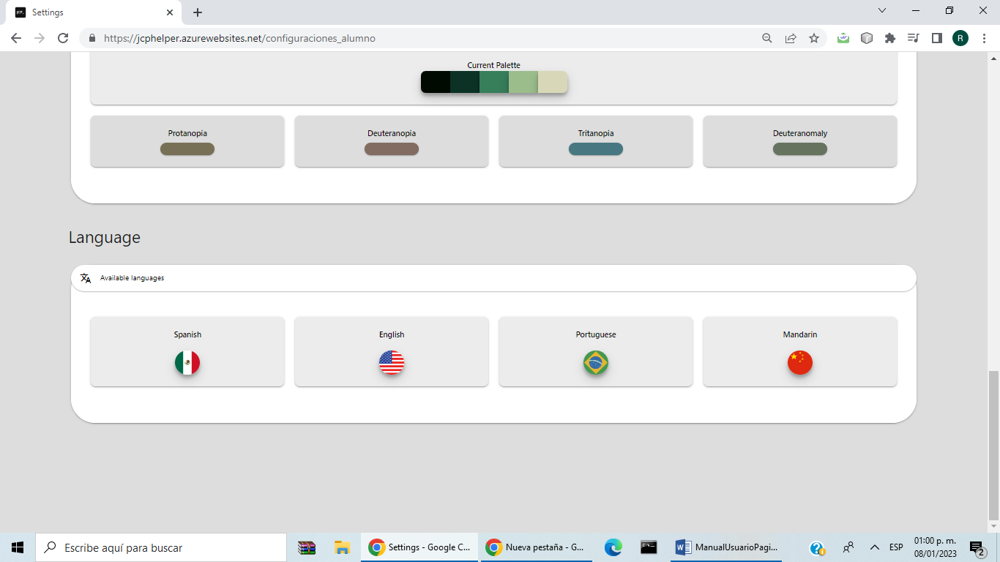 Settings
https://jcphelper.azurewebsites.net/configuraciones_alumno
R
Current Palette
Protanopia
Deuteranopia
Tritanopia
Deuteranomaly
Language
Available languages
Spanish
English
Portuguese
Mandarin
Escribe aquí para buscar
Settings - Google C...
Nueva pestaña - G...
ManualUsuarioPagi...
ESP
01:00 p. m.
08/01/2023
2